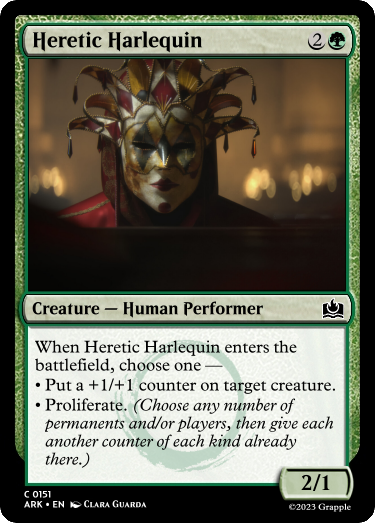 Heretic Harlequin 2
Creature — Human Performer
When Heretic Harlequin enters the
battlefield, choose one —
• Put a +1/+1 counter on target creature.
• Proliferate. (Choose any number of
permanents and/or players, then give each
another counter of each kind already
there.)
2/1
C 0151
ARK • EN Clara Guarda
©2023 Grapple